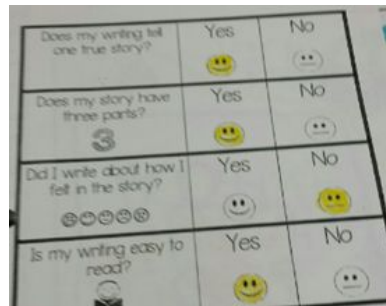 Does my writing tell
one true story?
Yes
No
Does my story have
three parts?
3
Yes
No
Did I write about how I
felt in the story?
Yes
No
Is my writing easy to
read?
Yes
No